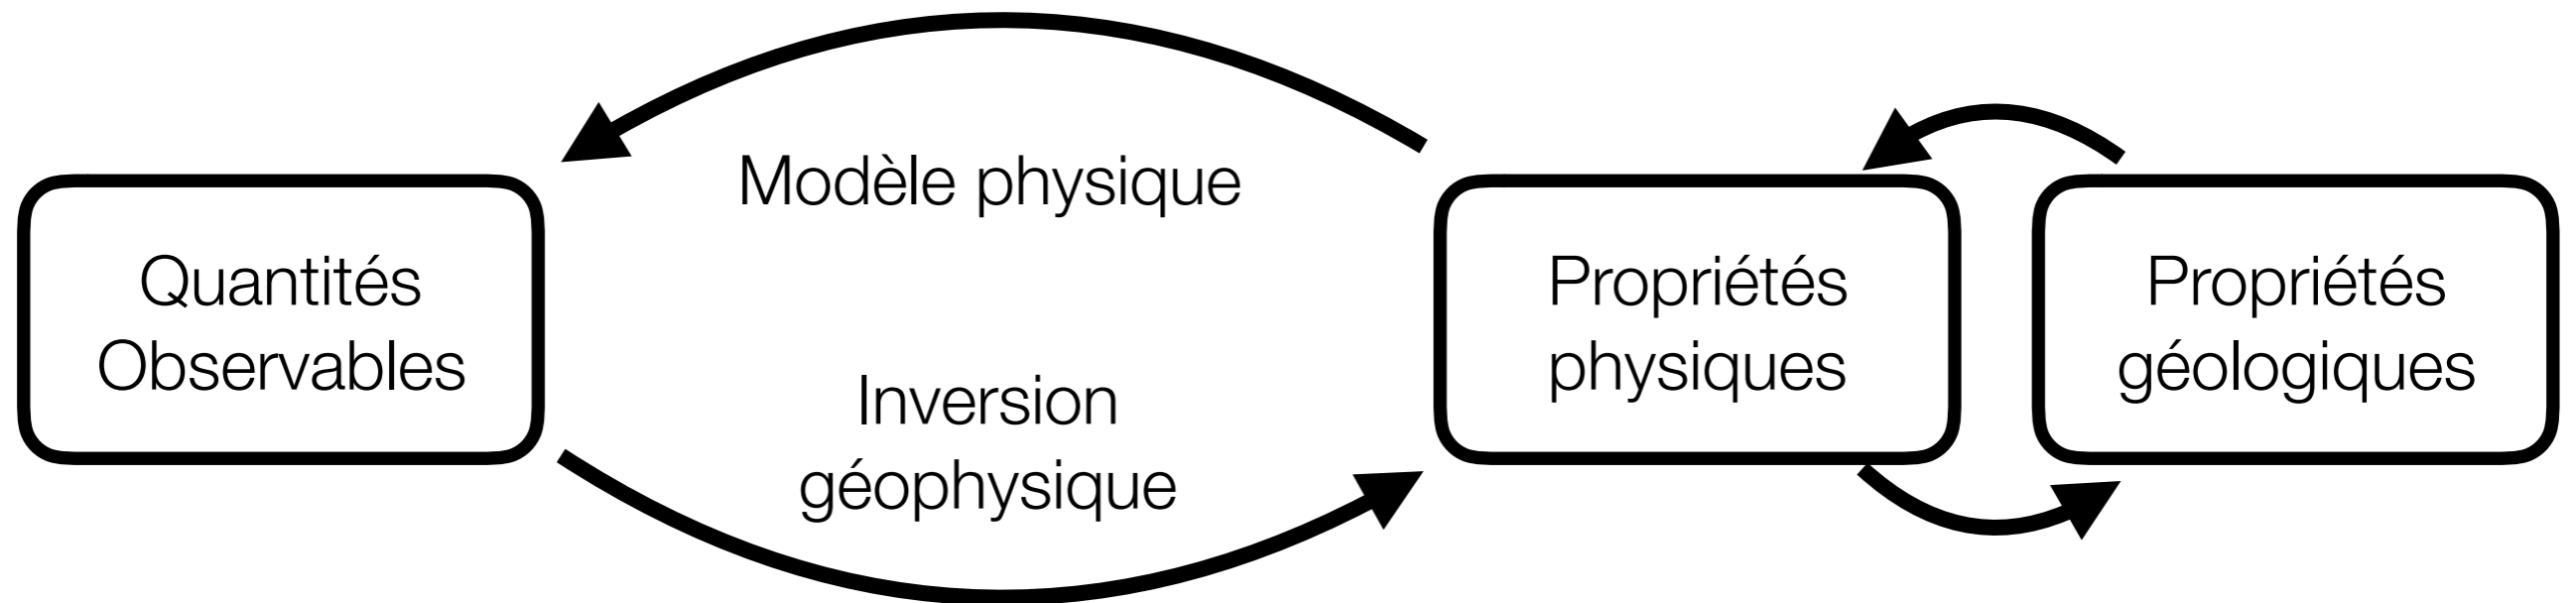 Modèle physique
Quantités
Observables
Inversion
géophysique
Propriétés
physiques
Propriétés
géologiques